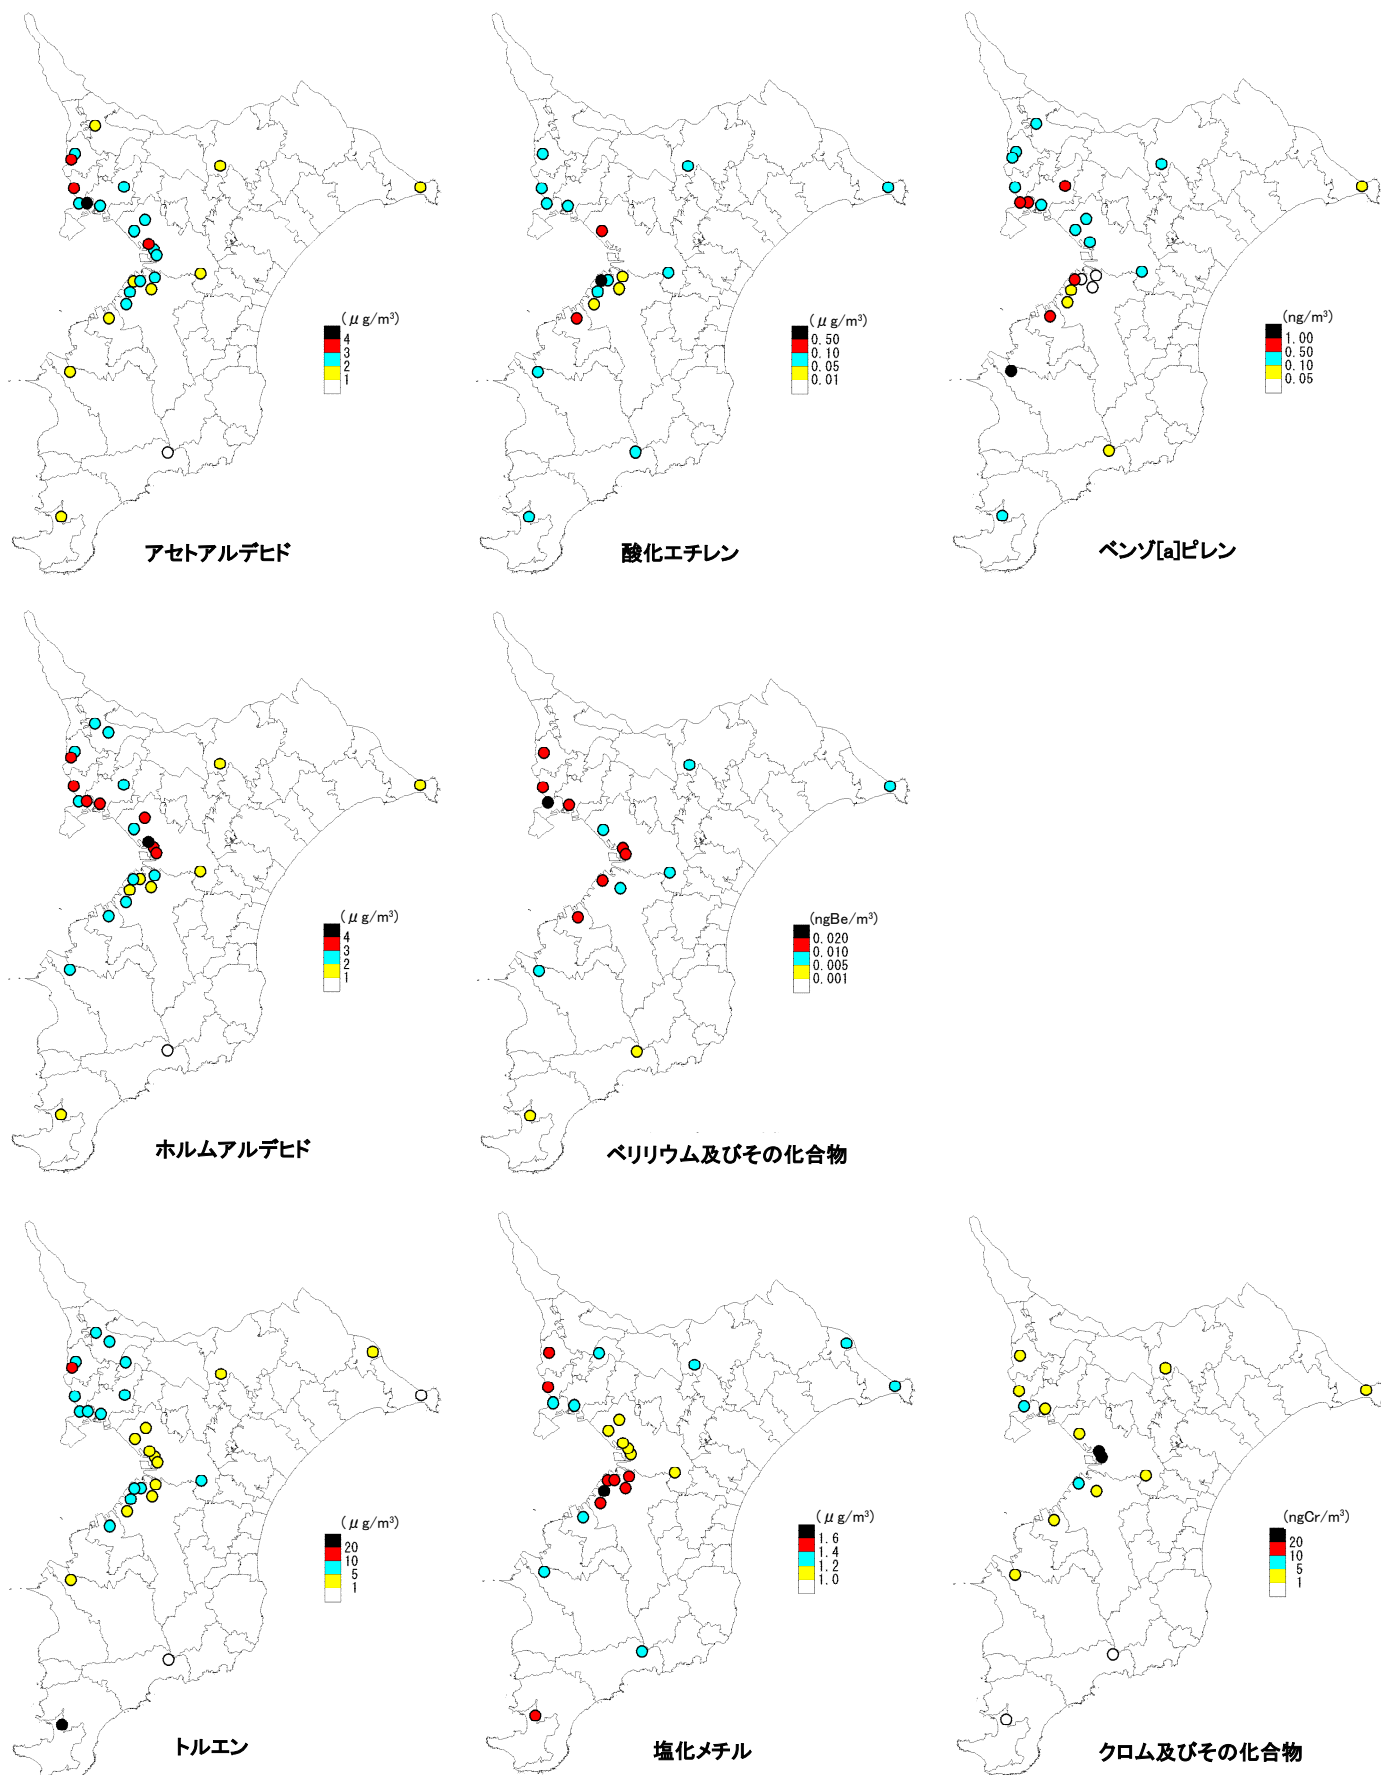 (μg/m³)
4
3
2
1
アセトアルデヒド
(μg/m³)
0.50
0.10
0.05
0.01
酸化エチレン
(ng/m³)
1.00
0.50
0.10
0.05
ベンゾ[a]ピレン
(μg/m³)
4
3
2
1
ホルムアルデヒド
(ngBe/m³)
0.020
0.010
0.005
0.001
ベリリウム及びその化合物
(μg/m³)
20
10
5
1
トルエン
(μg/m³)
1.6
1.4
1.2
1.0
塩化メチル
(ngCr/m³)
20
10
5
1
クロム及びその化合物